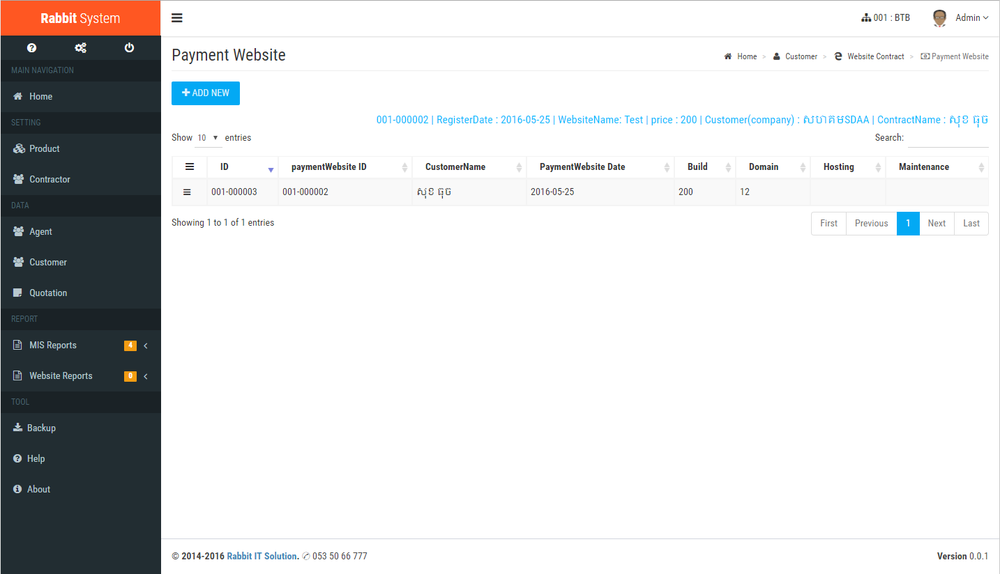 Rabbit System
001 : BTB
Admin
MAIN NAVIGATION
Home
SETTING
Product
Contractor
DATA
Agent
Customer
Quotation
REPORT
MIS Reports 4
Website Reports 0
TOOL
Backup
Help
About
Payment Website
Home > Customer > Website Contract > Payment Website
ADD NEW
001-000002 | RegisterDate : 2016-05-25 | WebsiteName: Test | price : 200 | Customer(company) : សហគមSDAA | ContractName : សុខ ធុច
Show 10 entries
Search:
ID paymentWebsite ID CustomerName PaymentWebsite Date Build Domain Hosting Maintenance
001-000003 001-000002 សុខ ធុច 2016-05-25 200 12
Showing 1 to 1 of 1 entries
First Previous 1 Next Last
© 2014-2016 Rabbit IT Solution. ✆ 053 50 66 777
Version 0.0.1